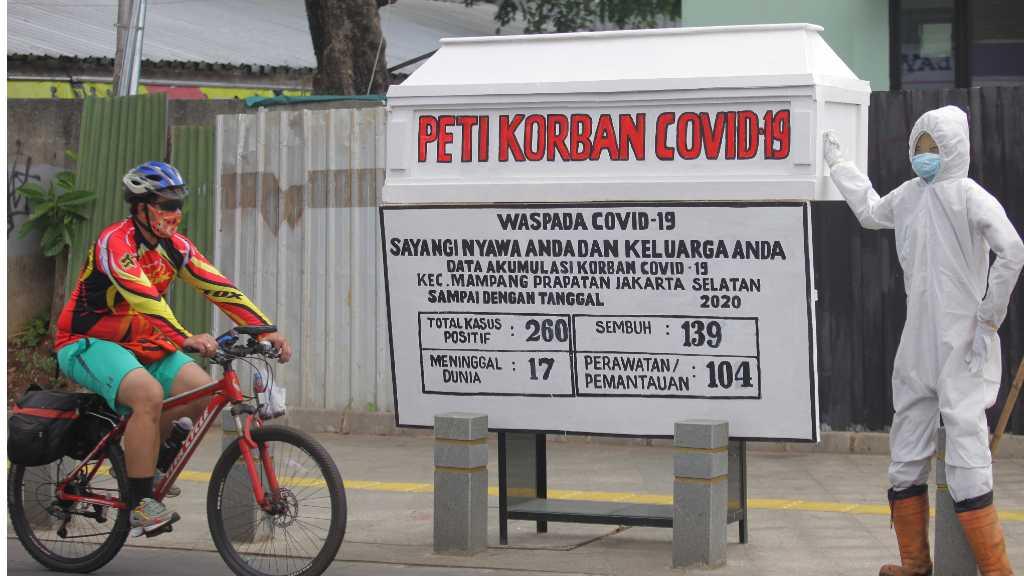 PETI KORBAN COVID-19
WASPADA COVID-19
SAYANGI NYAWA ANDA DAN KELUARGA ANDA
DATA AKUMULASI KORBAN COVID-19
KEC. MAMPANG PRAPATAN JAKARTA SELATAN
SAMPAI DENGAN TANGGAL 2020
TOTAL KASUS POSITIF : 260
SEMBUH : 139
MENINGGAL DUNIA : 17
PERAWATAN/ PEMANTAUAN : 104